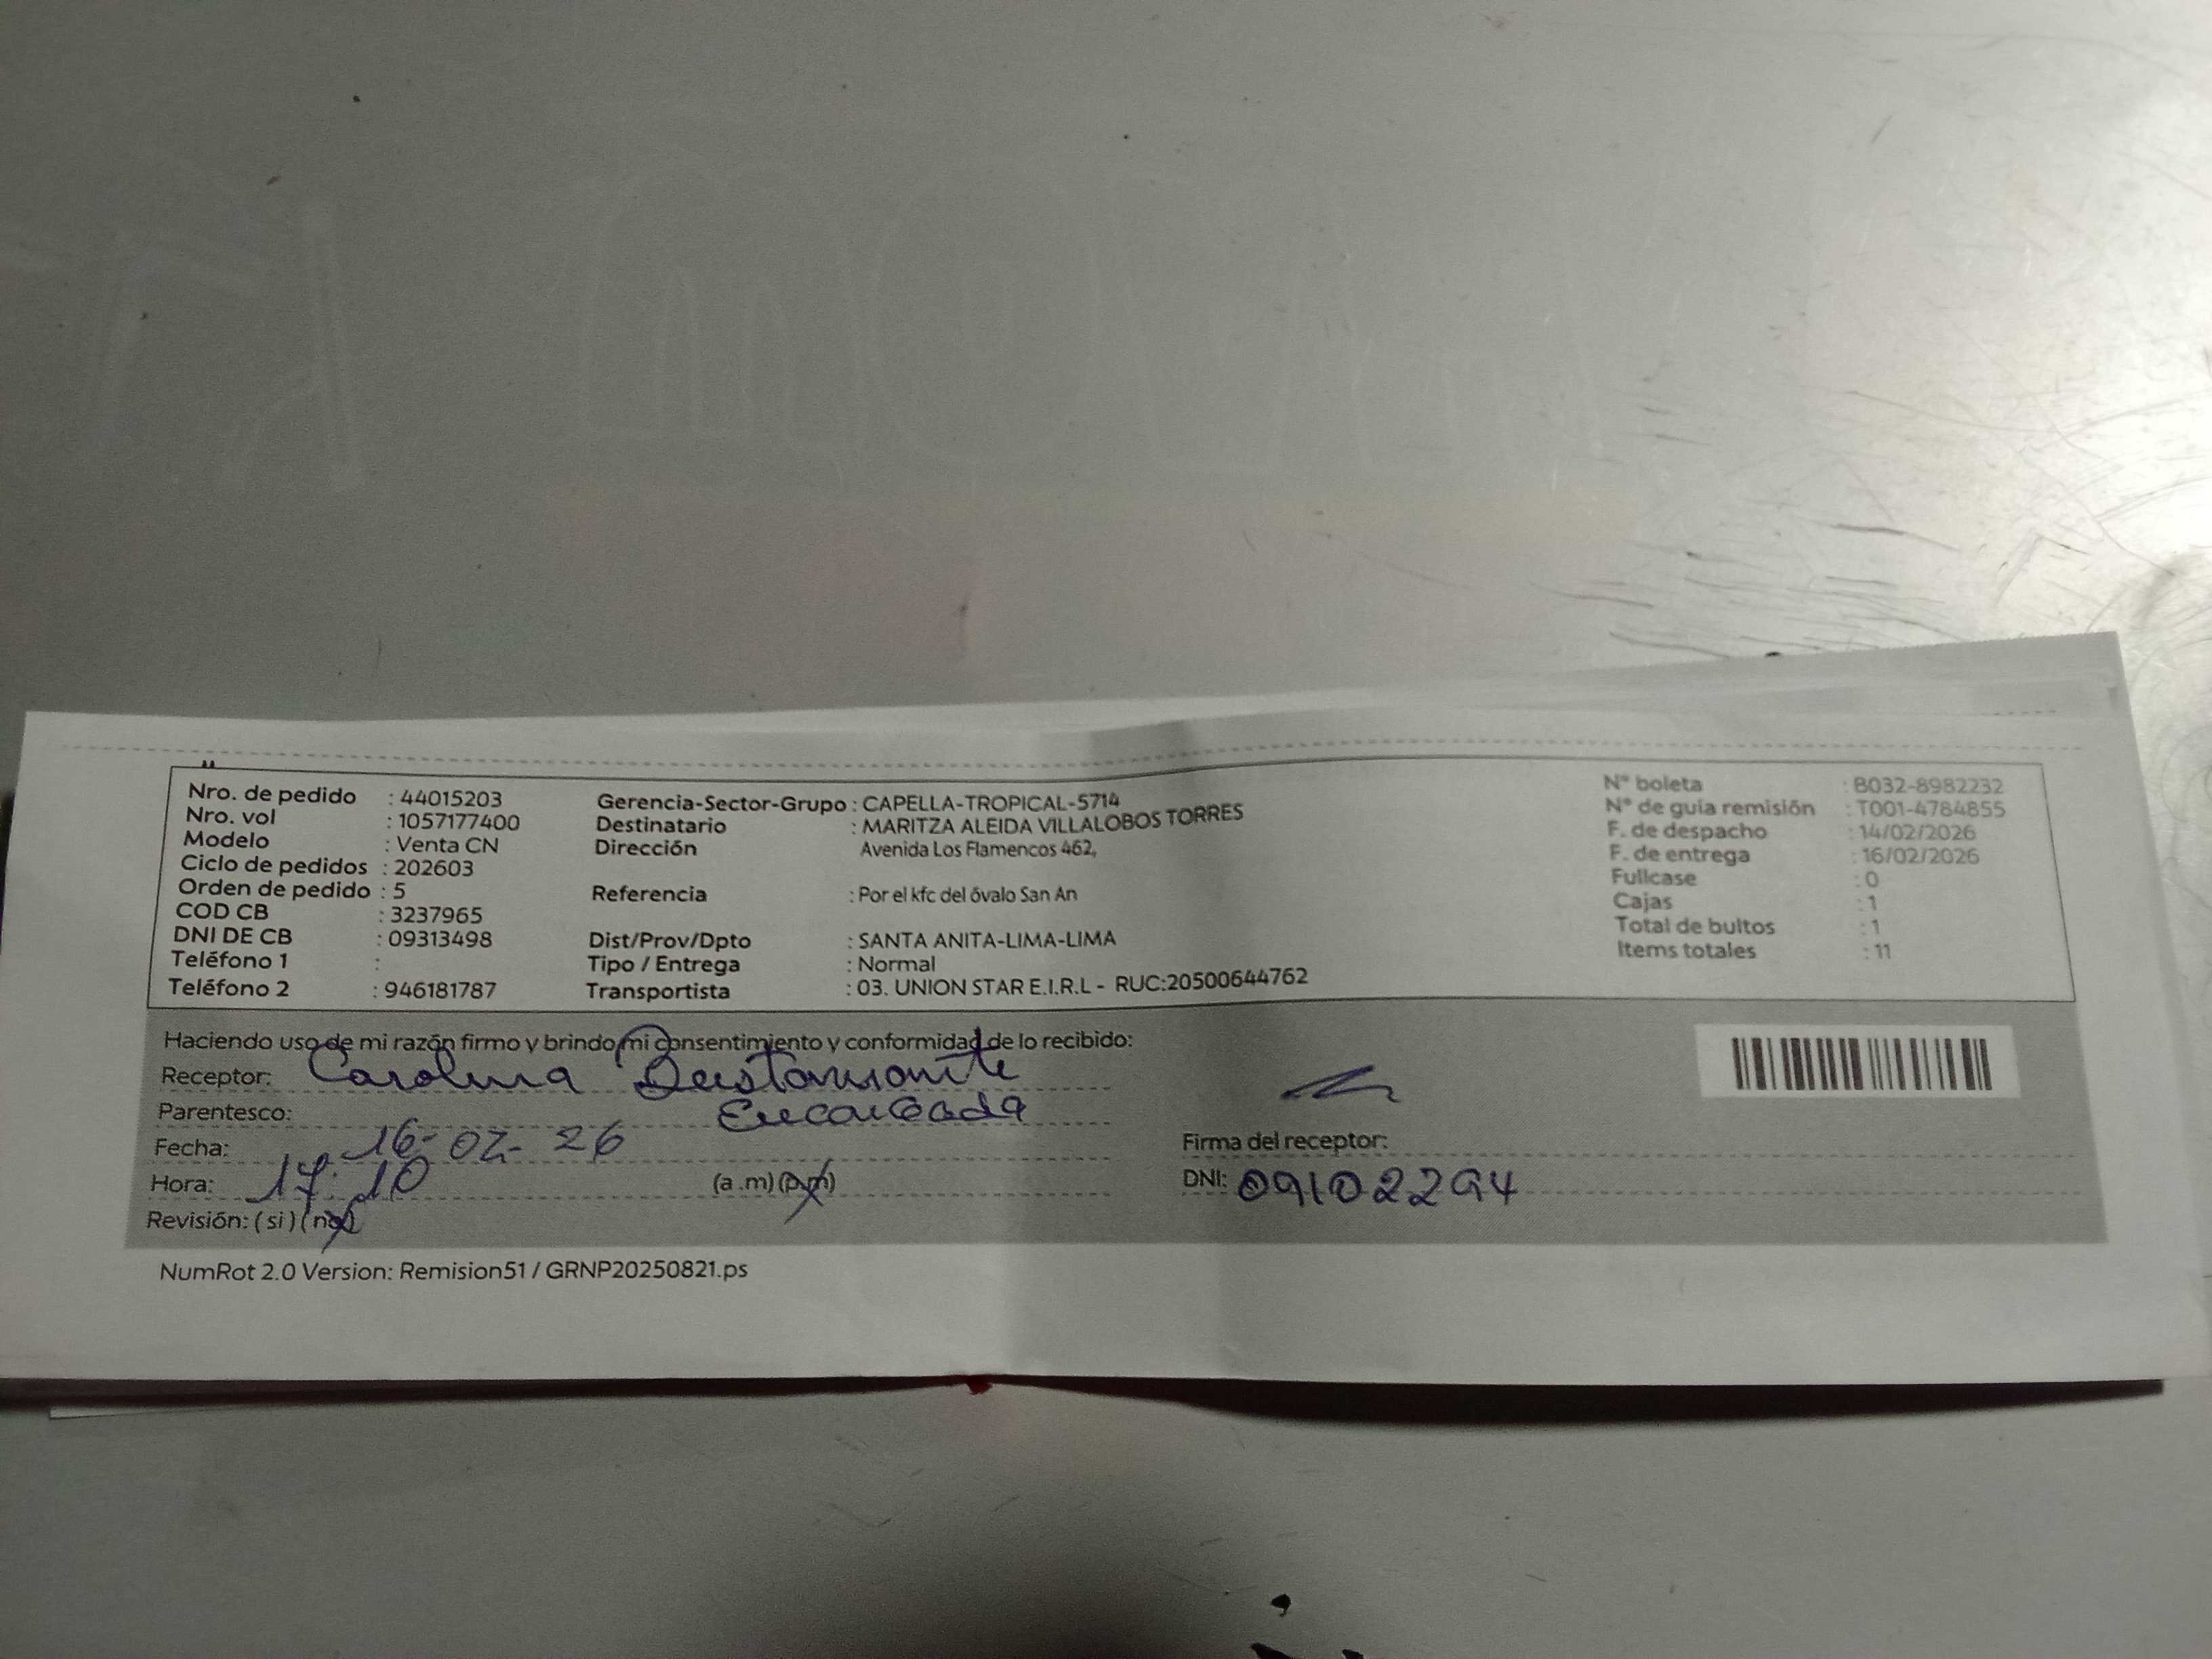 Nro. de pedido : 44015203
Nro. vol : 1057177400
Modelo : Venta CN
Ciclo de pedidos : 202603
Orden de pedido : 5
COD CB : 3237965
DNI DE CB : 09313498
Teléfono 1 :
Teléfono 2 : 946181787
Gerencia-Sector-Grupo : CAPELLA-TROPICAL-5714
Destinatario : MARITZA ALEIDA VILLALOBOS TORRES
Dirección Avenida Los Flamencos 462,
Referencia : Por el kfc del óvalo San An
Dist/Prov/Dpto : SANTA ANITA-LIMA-LIMA
Tipo / Entrega : Normal
Transportista : 03. UNION STAR E.I.R.L - RUC:20500644762
N° boleta : B032-8982232
N° de guía remisión : T001-4784855
F. de despacho : 14/02/2026
F. de entrega : 16/02/2026
Fullcase : 0
Cajas : 1
Total de bultos : 1
Items totales : 11
Haciendo uso de mi razón firmo y brindo mi consentimiento y conformidad de lo recibido:
Receptor: Carolina Bustamante
Parentesco: Encargada
Fecha: 16-02-26
Hora: 17:10 (a .m) (p.m)
Revisión: ( si ) ( no )
Firma del receptor:
DNI: 09102294
NumRot 2.0 Version: Remision51 / GRNP20250821.ps